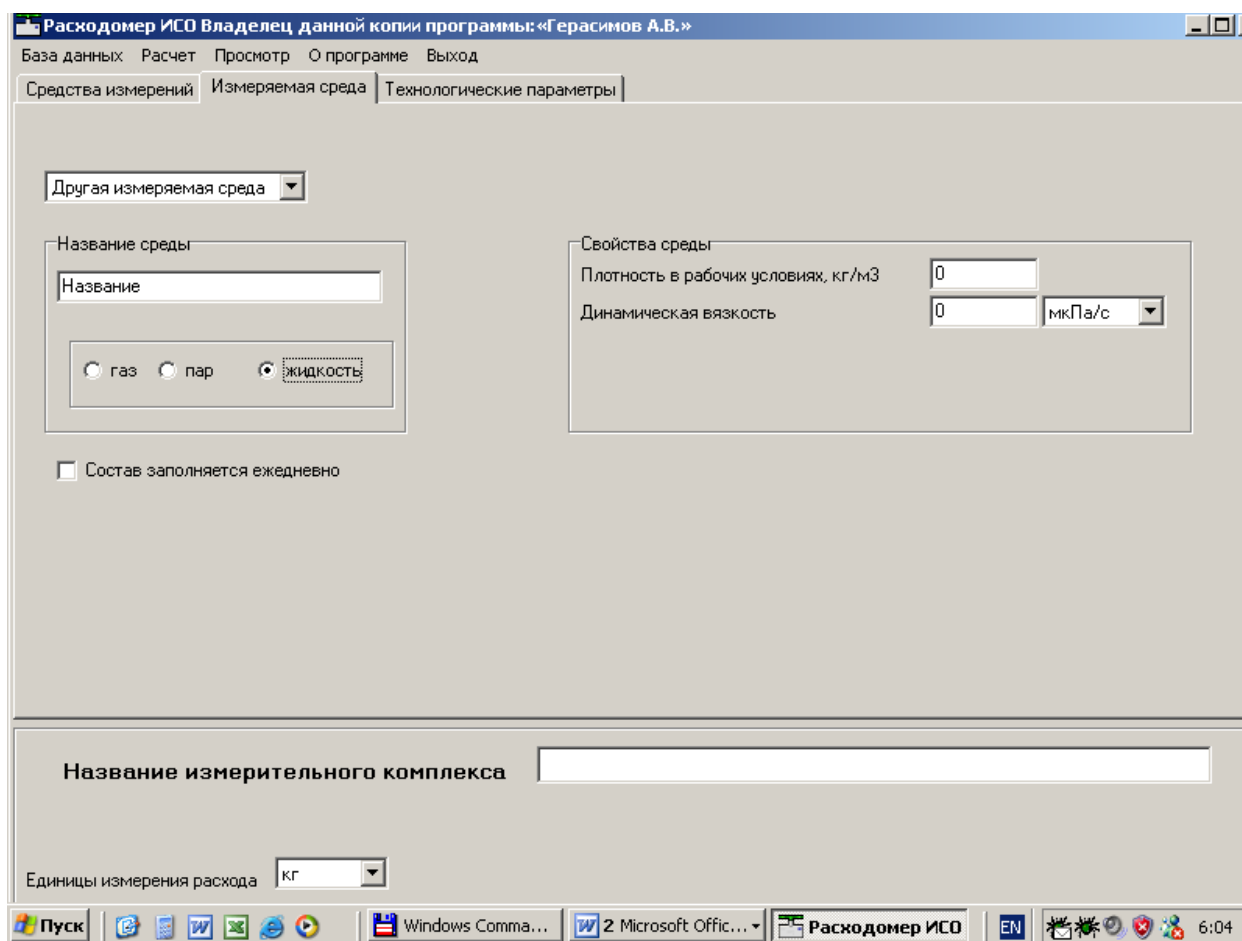 Расходомер ИСО Владелец данной копии программы:«Герасимов А.В.»
База данных Расчет Просмотр О программе Выход
Средства измерений Измеряемая среда Технологические параметры
Другая измеряемая среда
Название среды
Название
газ пар жидкость
Свойства среды
Плотность в рабочих условиях, кг/м3 0
Динамическая вязкость 0 мкПа/с
Состав заполняется ежедневно
Название измерительного комплекса
Единицы измерения расхода кг
Пуск Windows Comma... 2 Microsoft Offic... Расходомер ИСО EN 6:04